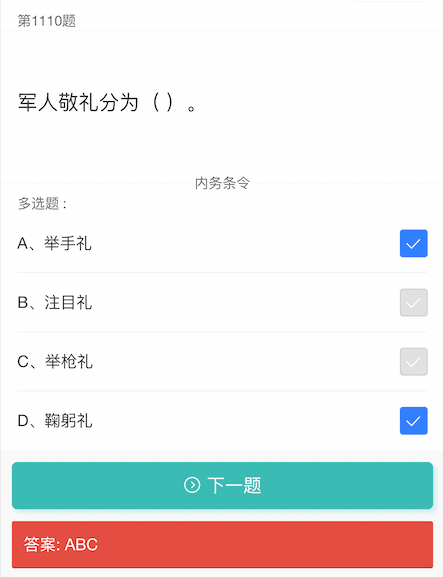 第1110题
军人敬礼分为（ ）。
内务条令
多选题：
A、举手礼
B、注目礼
C、举枪礼
D、鞠躬礼
下一题
答案: ABC